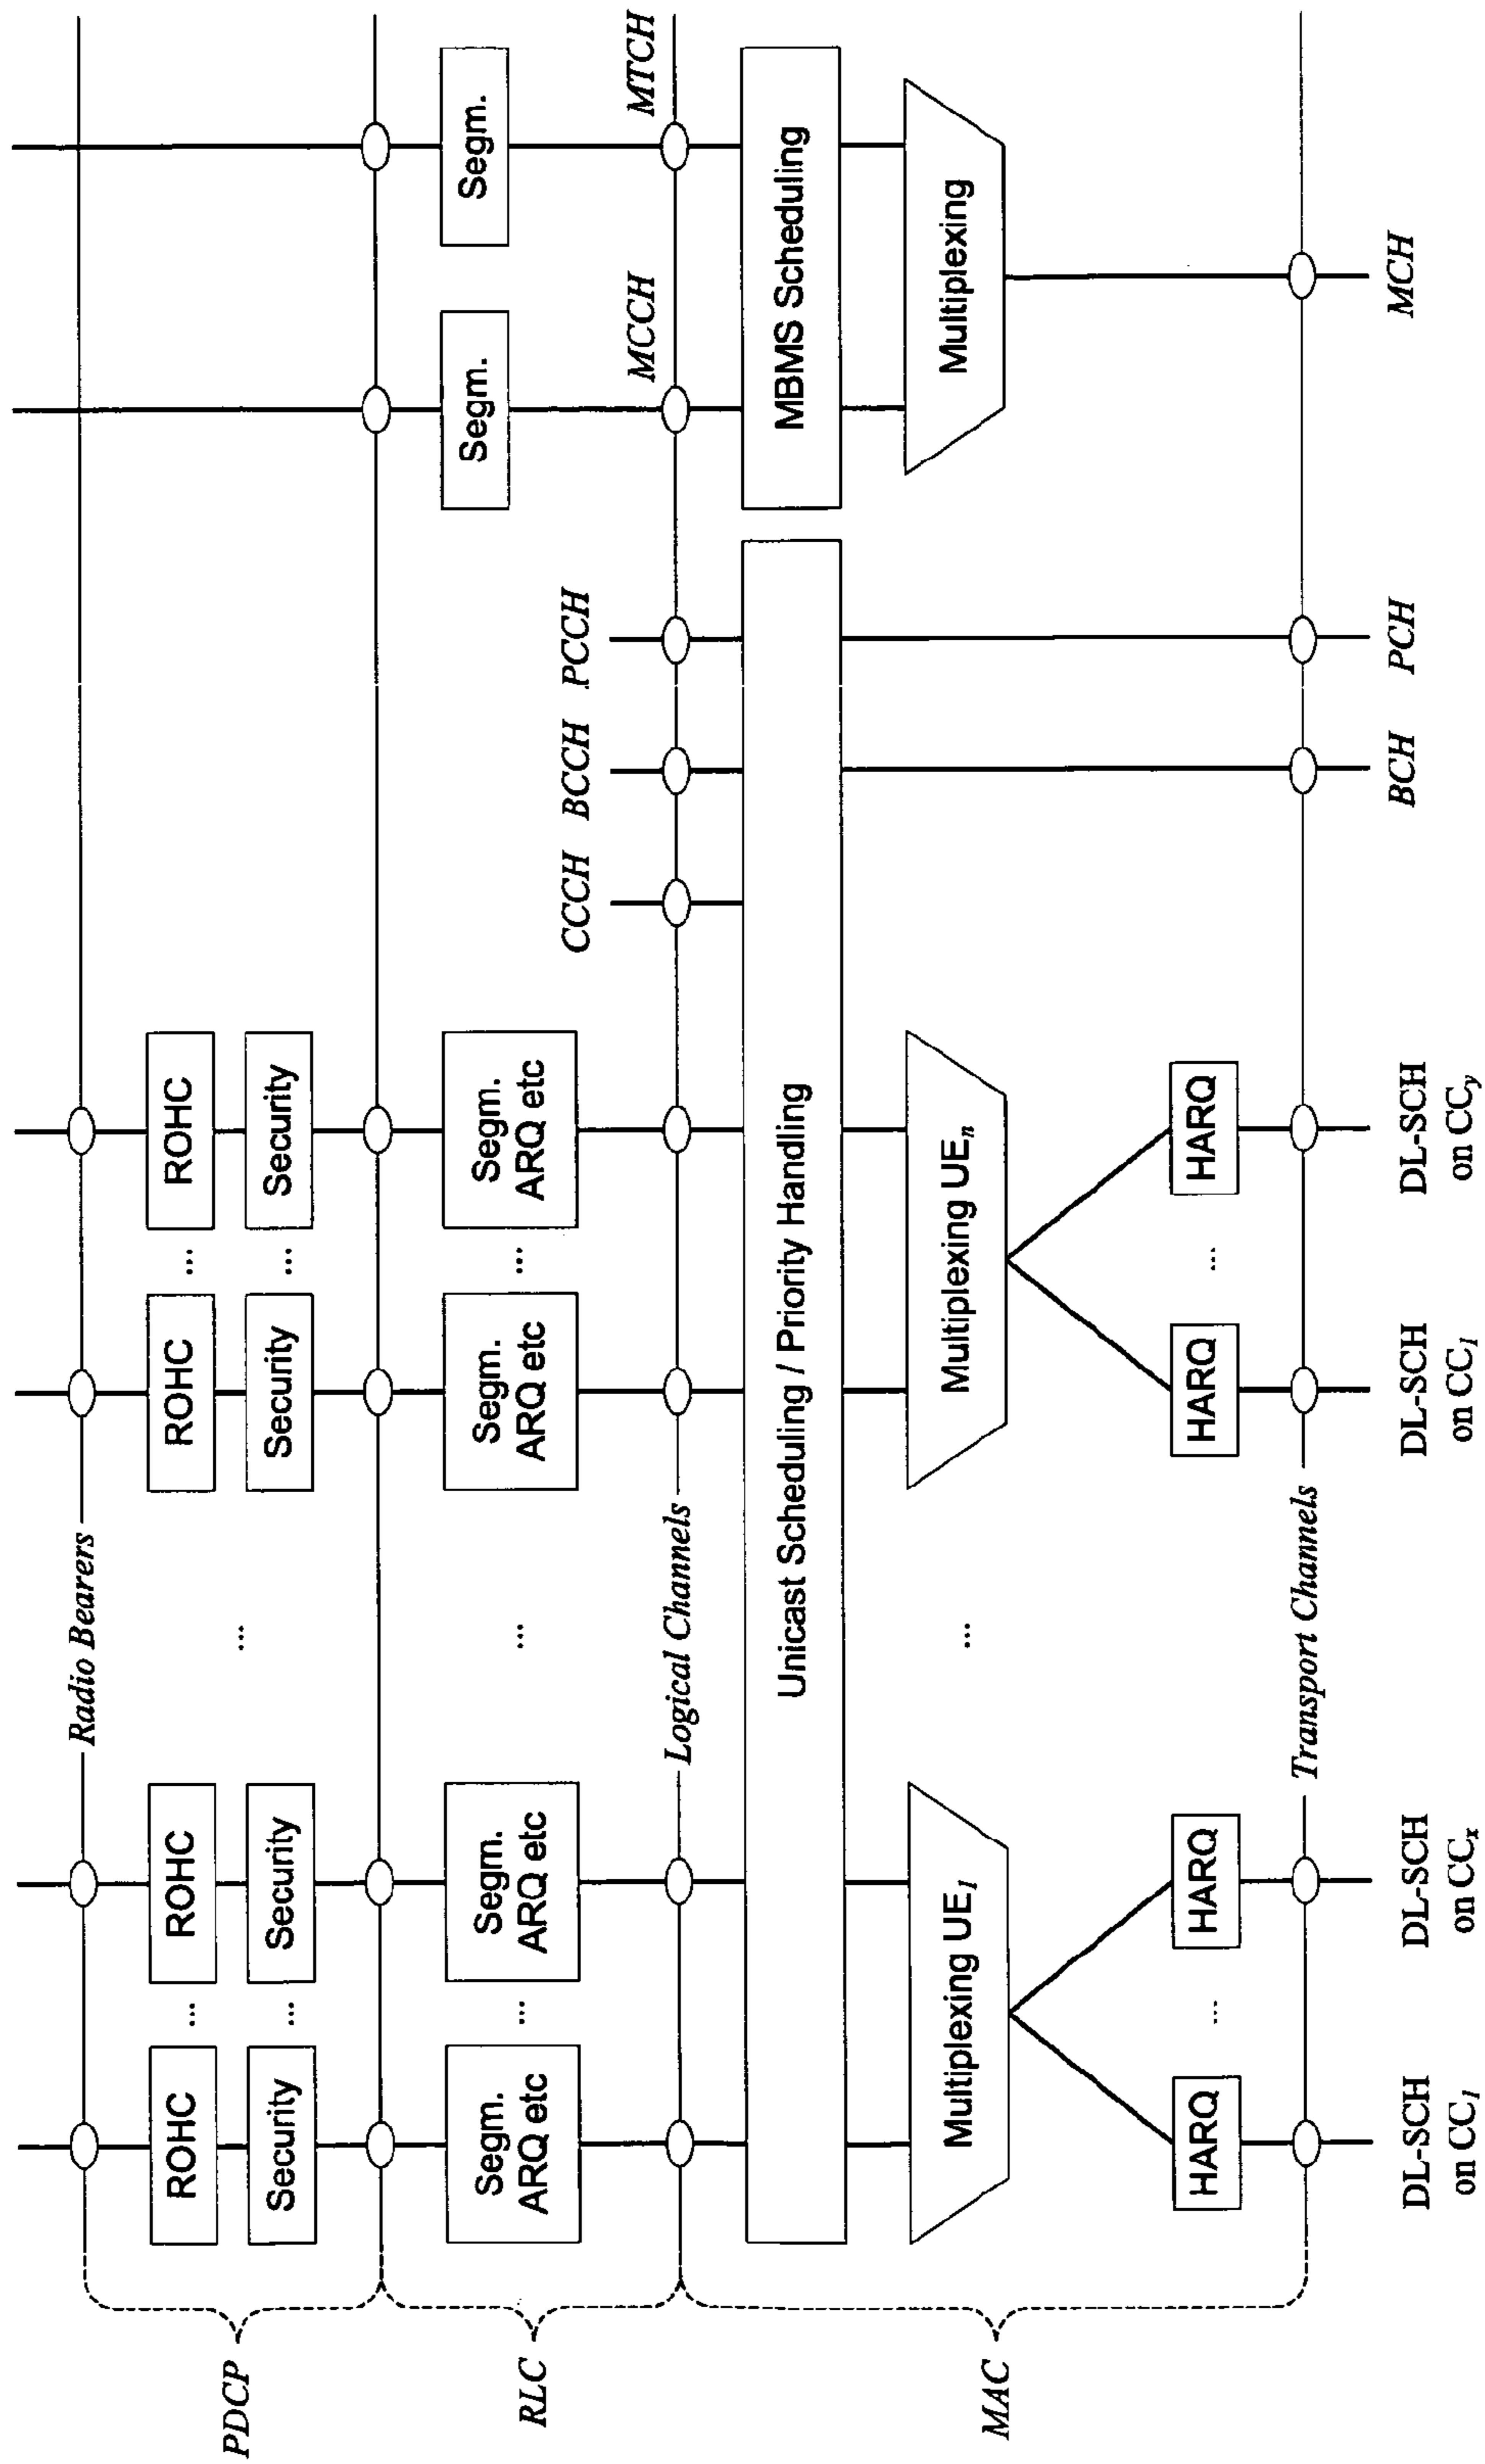 Radio Bearers
PDCP
ROHC
...
ROHC
ROHC
...
ROHC
...
Security
...
Security
Security
...
Security
RLC
Segm.
ARQ etc
...
Segm.
ARQ etc
...
Segm.
ARQ etc
...
Segm.
ARQ etc
Segm.
Segm.
Logical Channels
CCCH
BCCH
PCCH
MCCH
MTCH
MAC
Unicast Scheduling / Priority Handling
MBMS Scheduling
Multiplexing UE1
...
Multiplexing UEn
Multiplexing
HARQ
...
HARQ
HARQ
...
HARQ
Transport Channels
DL-SCH
on CC1
DL-SCH
on CCx
DL-SCH
on CC1
DL-SCH
on CCy
BCH
PCH
MCH